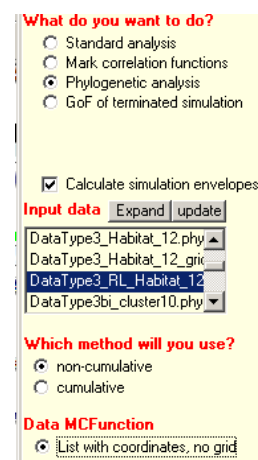 What do you want to do?
Standard analysis
Mark correlation functions
Phylogenetic analysis
GoF of terminated simulation
Calculate simulation envelopes
Input data Expand update
DataType3_Habitat_12.phy
DataType3_Habitat_12_grid
DataType3_RL_Habitat_12
DataType3bi_cluster10.phy
Which method will you use?
non-cumulative
cumulative
Data MCFunction
List with coordinates, no grid